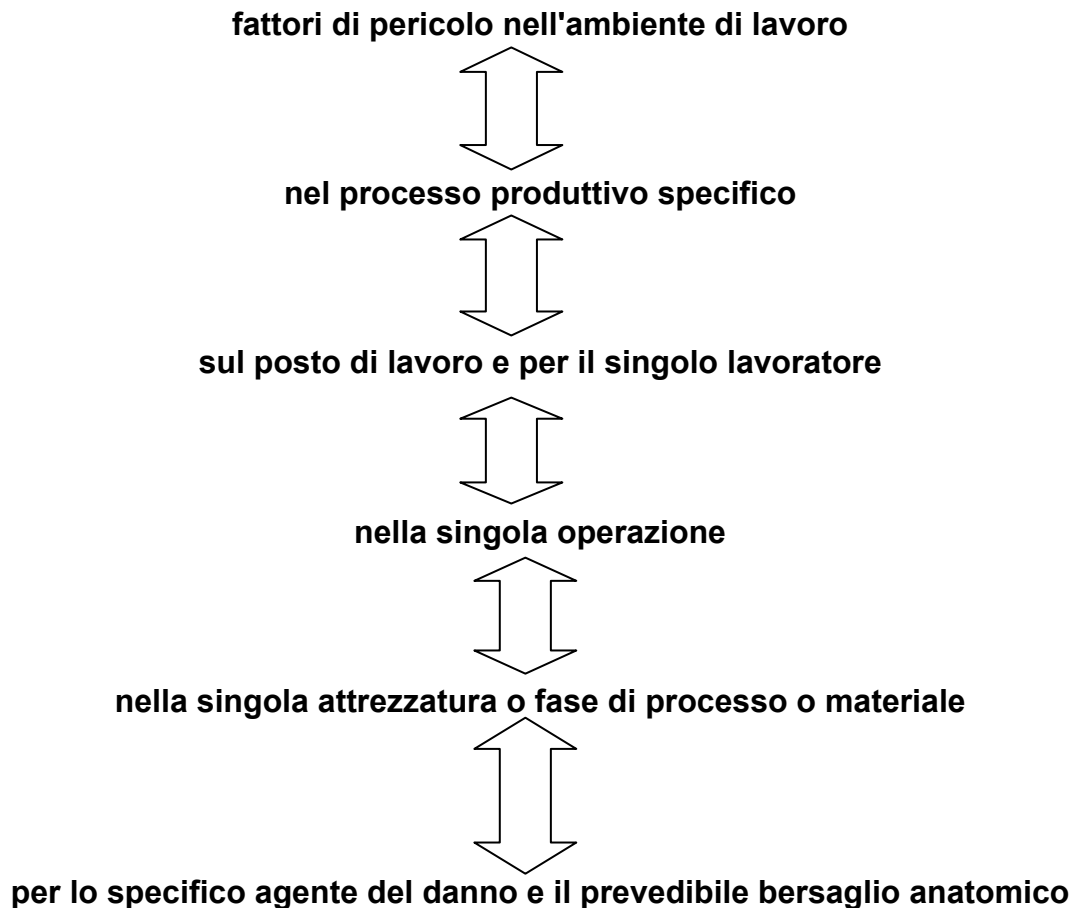 fattori di pericolo nell'ambiente di lavoro
nel processo produttivo specifico
sul posto di lavoro e per il singolo lavoratore
nella singola operazione
nella singola attrezzatura o fase di processo o materiale
per lo specifico agente del danno e il prevedibile bersaglio anatomico